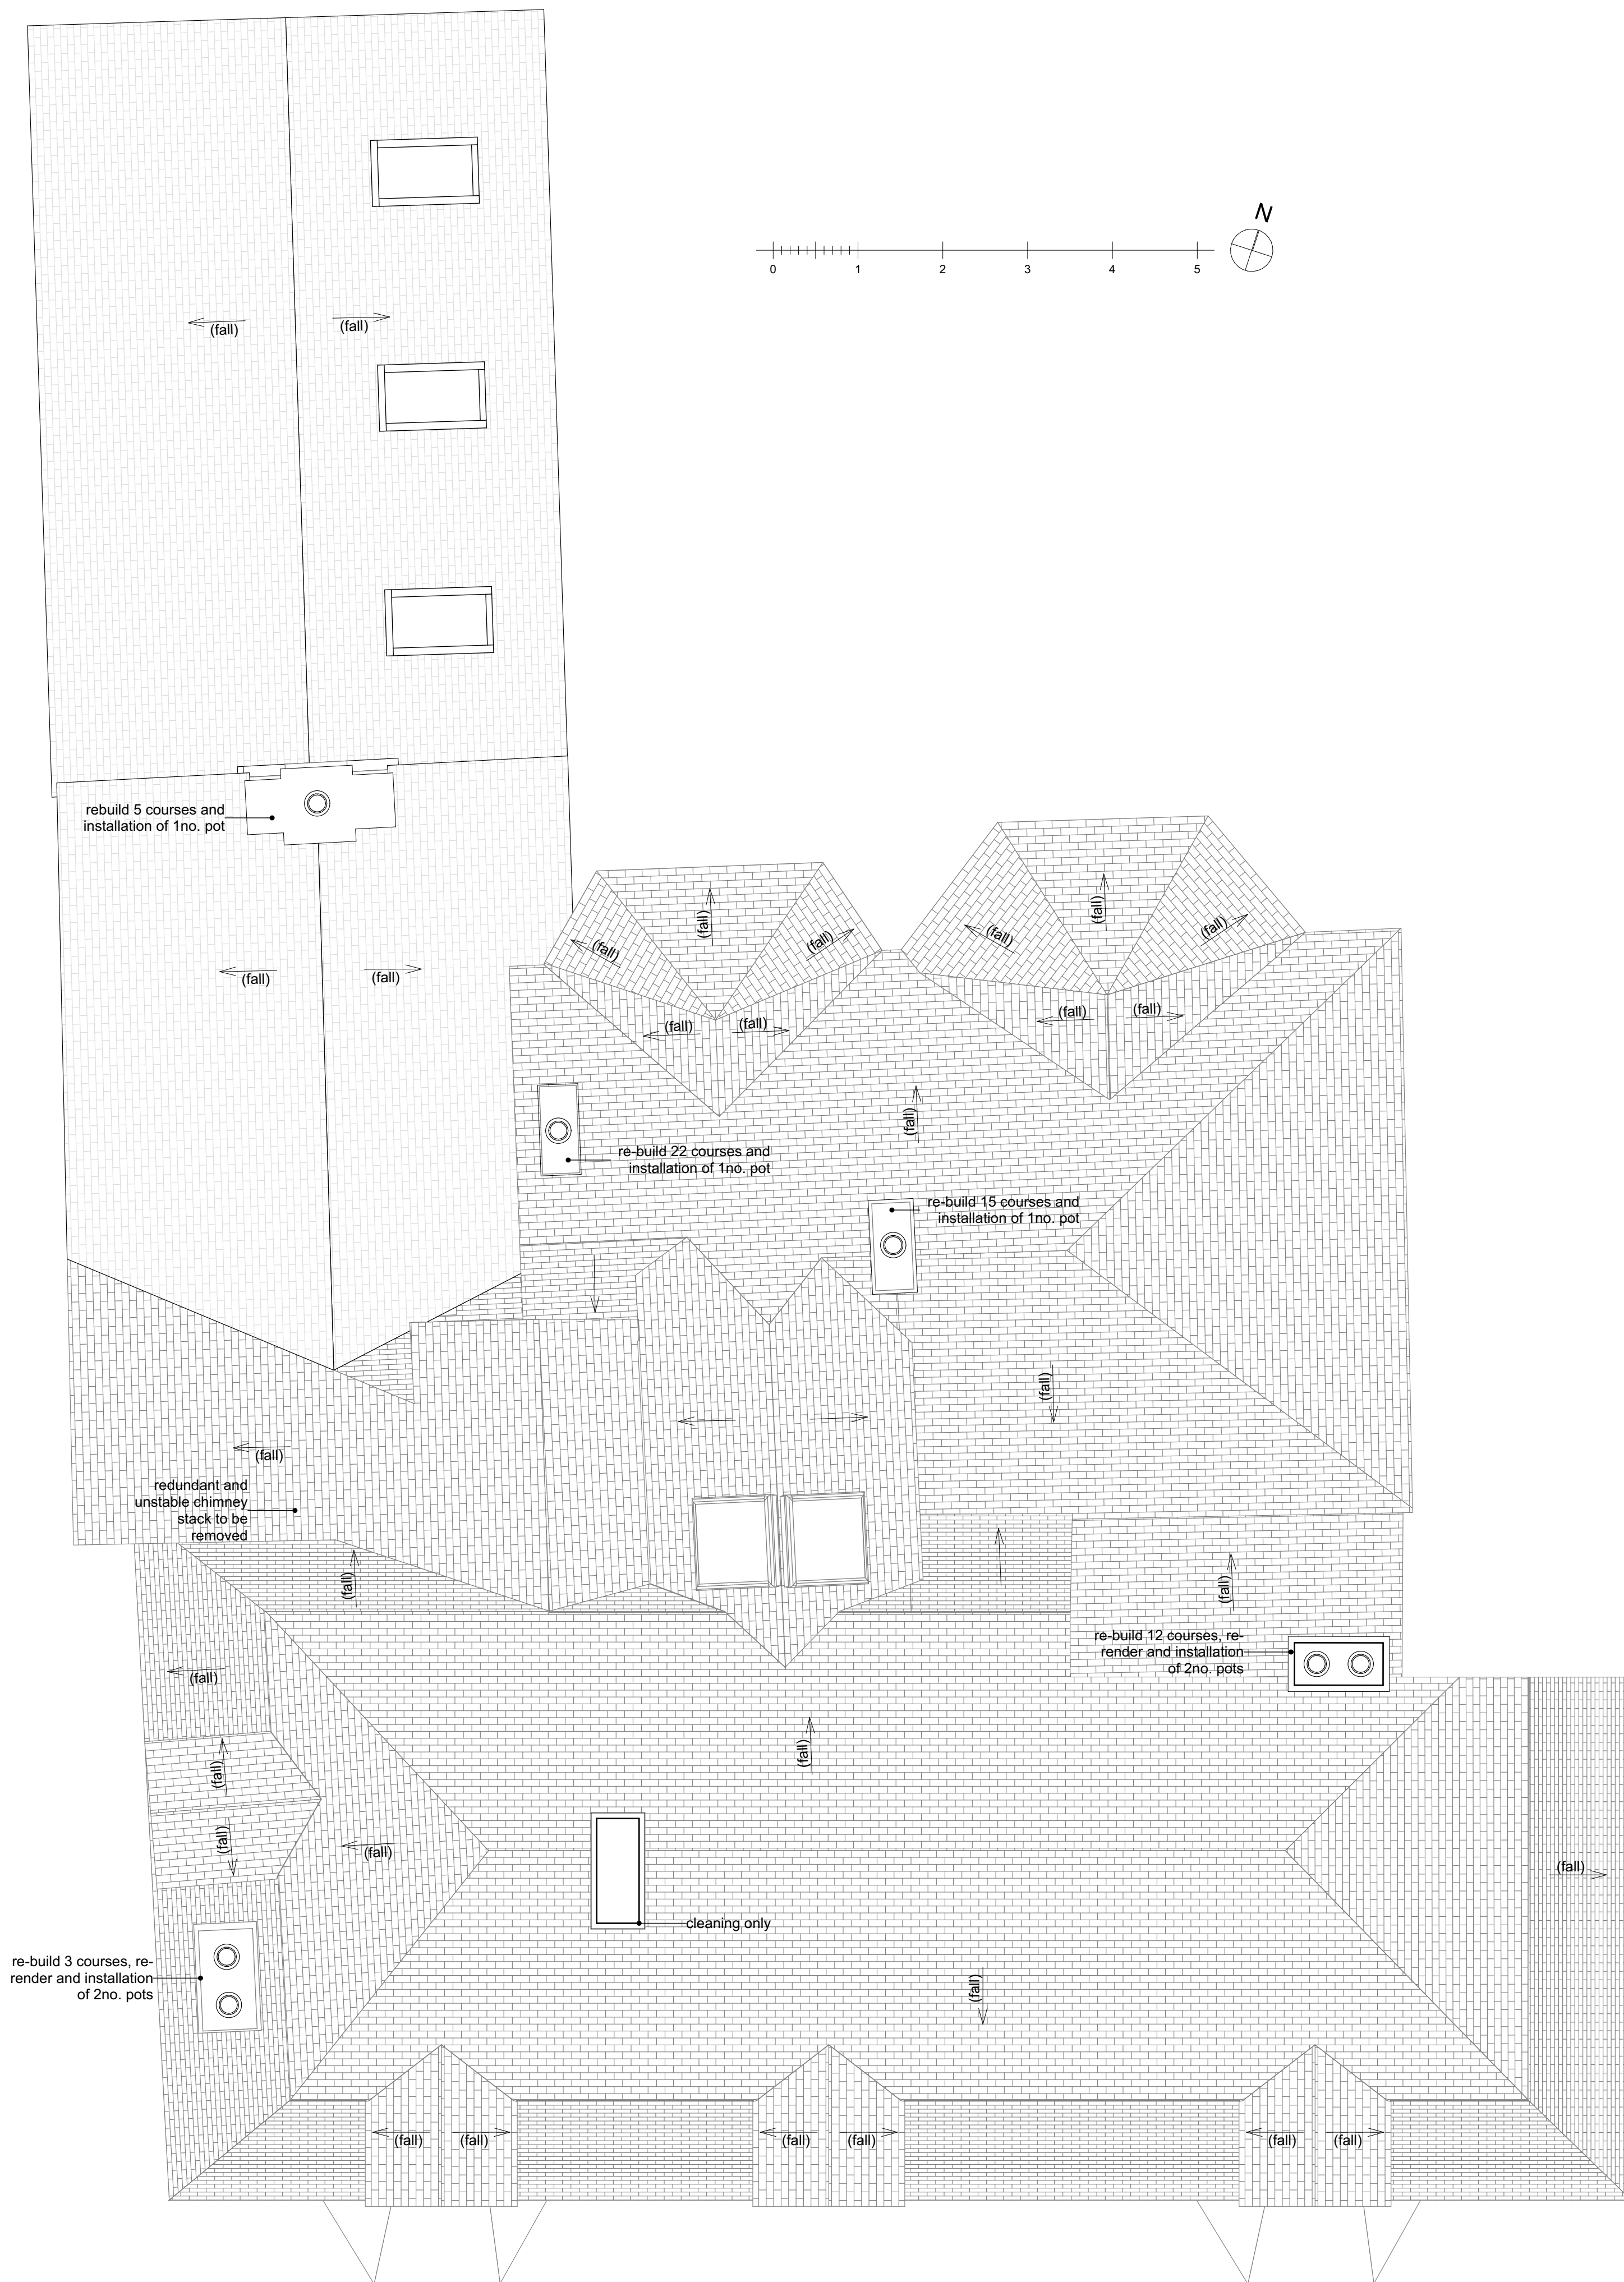 N
0 1 2 3 4 5
(fall)
(fall)
rebuild 5 courses and
installation of 1no. pot
(fall)
(fall)
(fall)
(fall)
(fall)
(fall)
(fall)
(fall)
(fall)
(fall)
(fall)
(fall)
(fall)
re-build 22 courses and
installation of 1no. pot
(fall)
re-build 15 courses and
installation of 1no. pot
(fall)
(fall)
redundant and
unstable chimney
stack to be
removed
(fall)
(fall)
re-build 12 courses, re-
render and installation
of 2no. pots
(fall)
(fall)
(fall)
(fall)
(fall)
(fall)
cleaning only
re-build 3 courses, re-
render and installation
of 2no. pots
(fall)
(fall)
(fall)
(fall)
(fall)
(fall)
(fall)